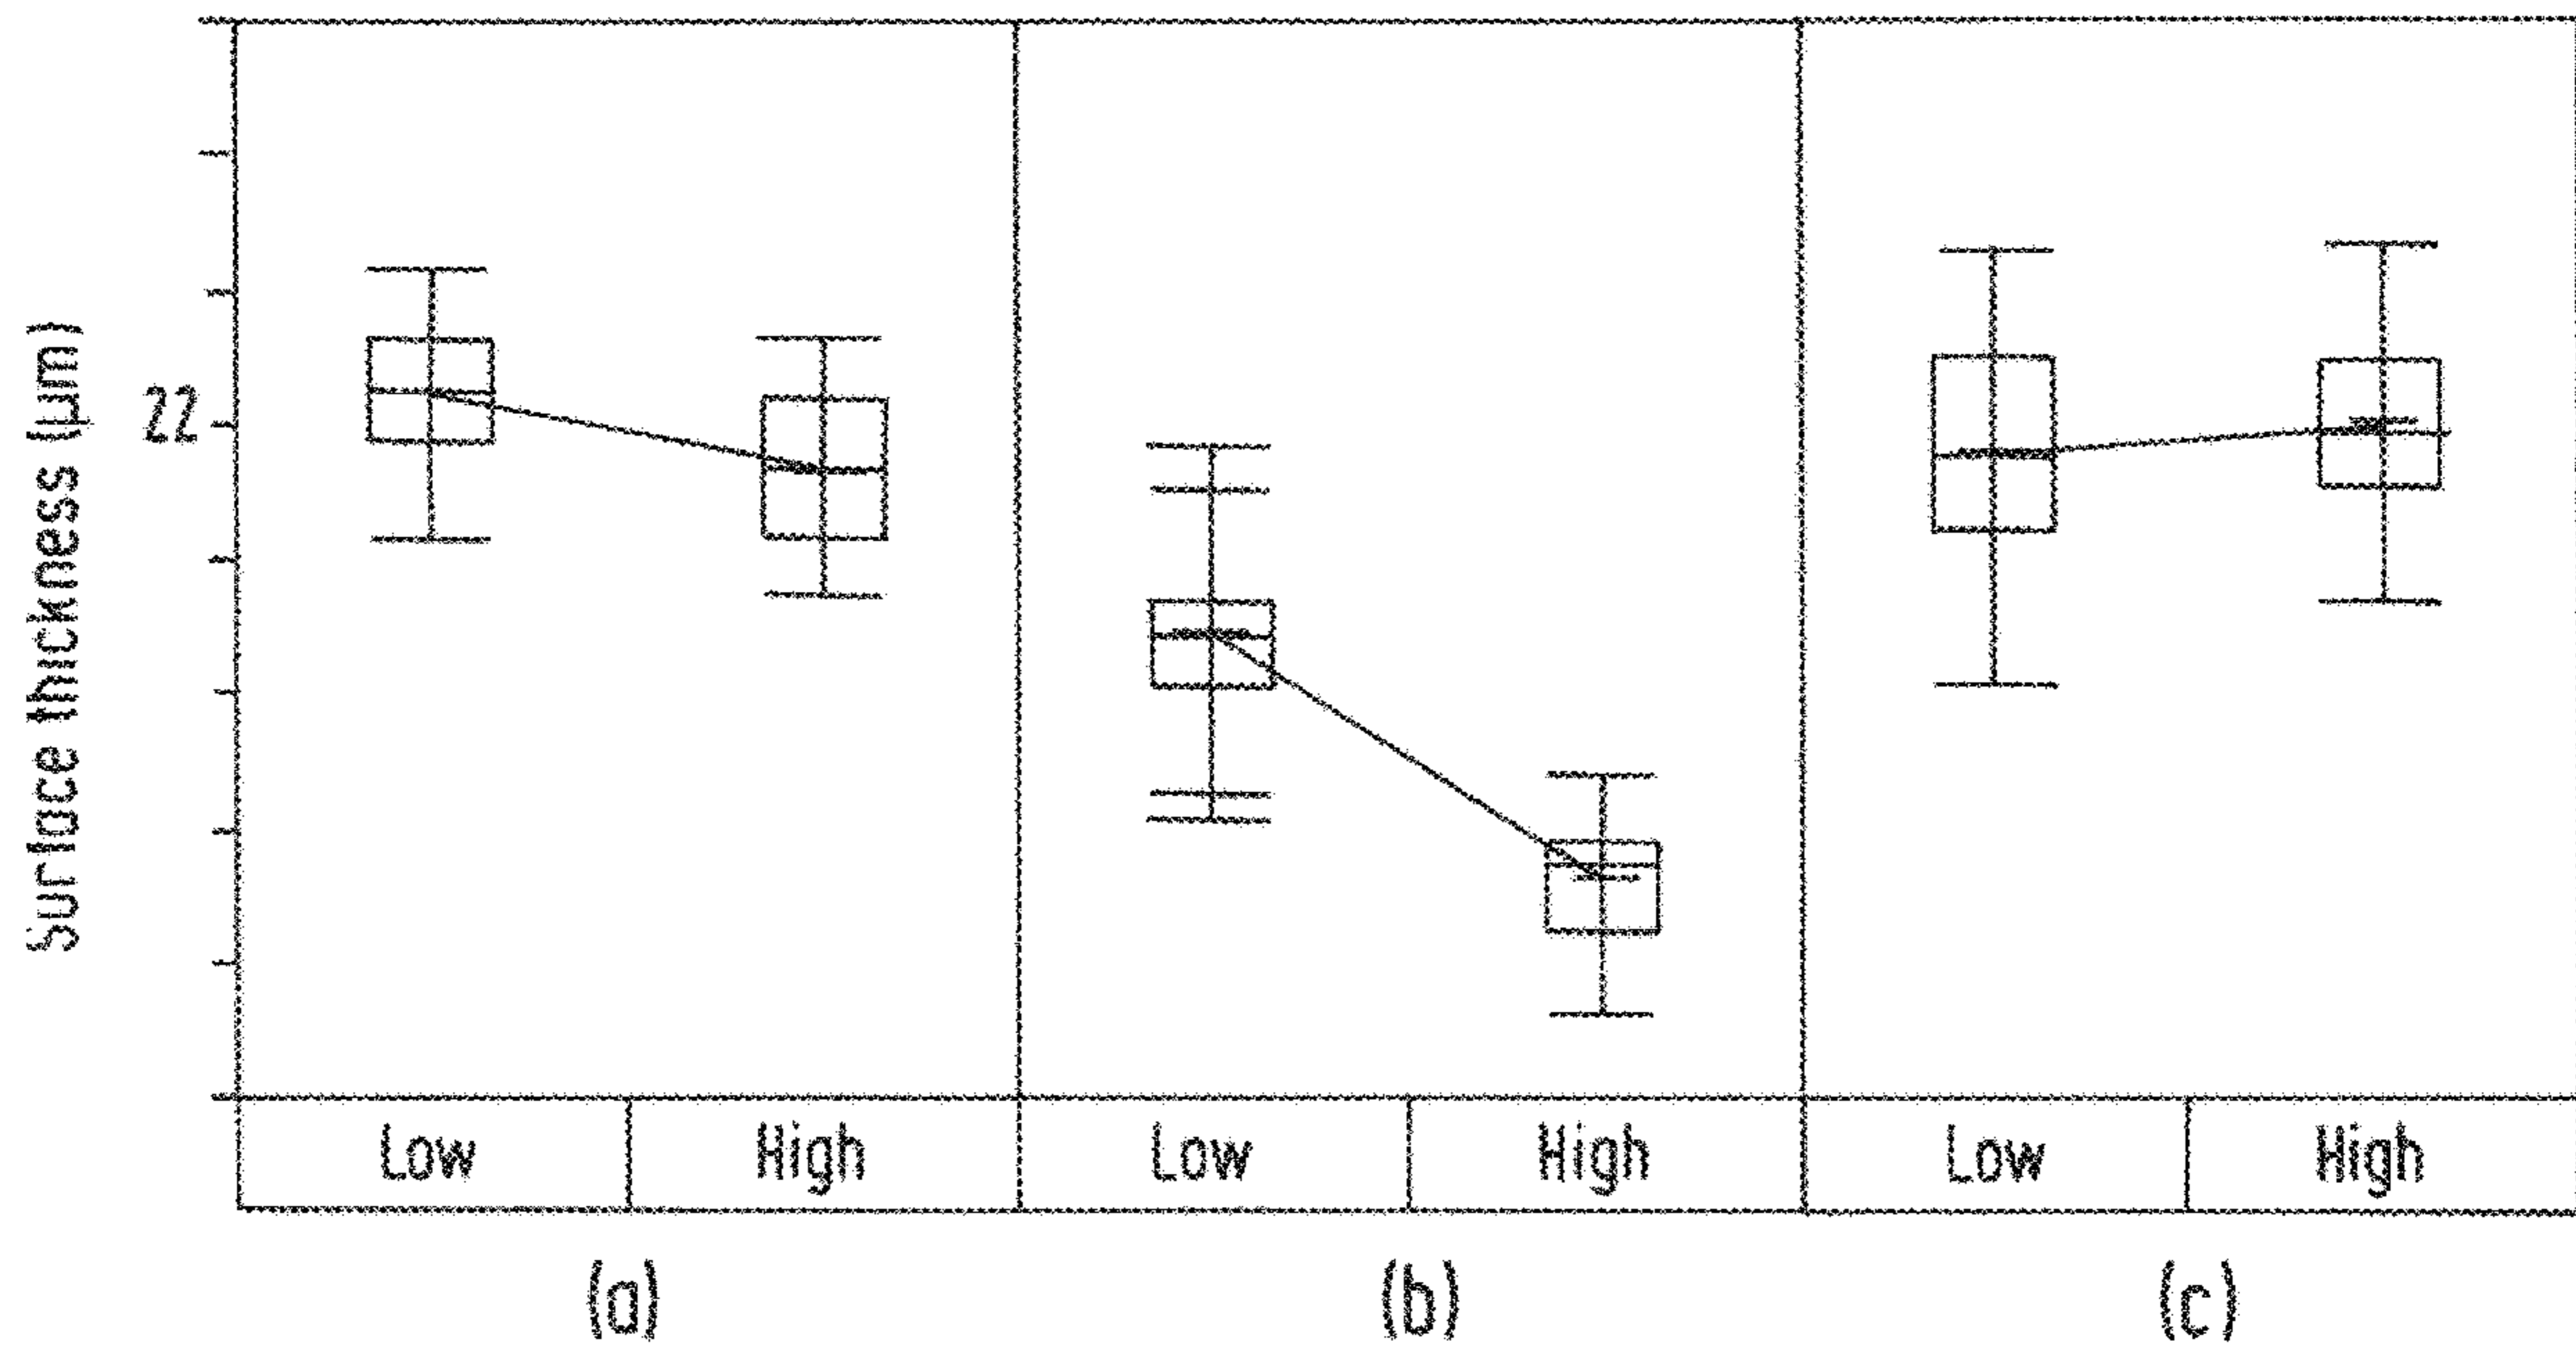 Surface thickness (µm)
22
Low High Low High Low High
(a) (b) (c)